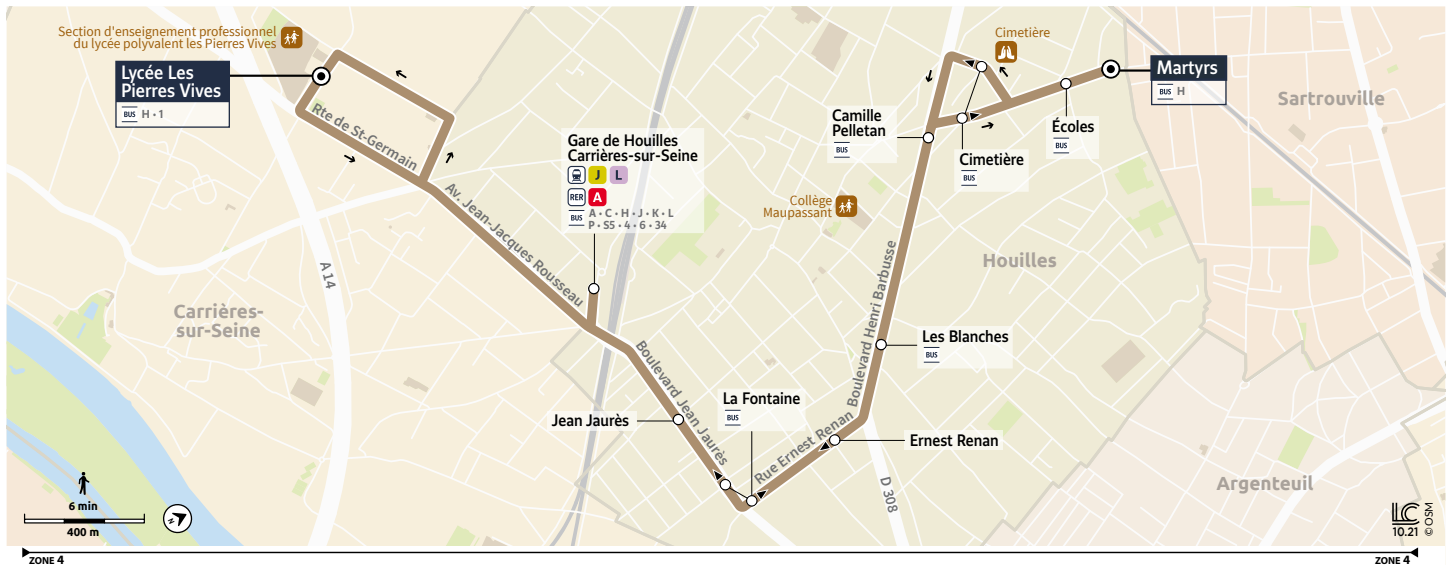 Section d'enseignement professionnel
du lycée polyvalent les Pierres Vives
Lycée Les
Pierres Vives
BUS H • 1
Rte de St-Germain
Av. Jean-Jacques Rousseau
A 14
Carrières-
sur-Seine
Gare de Houilles
Carrières-sur-Seine
J L
RER A
BUS A • C • H • J • K • L
P • S5 • 4 • 6 • 34
Boulevard Jean Jaurès
Jean Jaurès
La Fontaine
BUS
Rue Ernest Renan
Ernest Renan
Boulevard Henri Barbusse
Les Blanches
BUS
D 308
Collège
Maupassant
Camille
Pelletan
BUS
Cimetière
Cimetière
BUS
Écoles
BUS
Martyrs
BUS H
Sartrouville
Houilles
Argenteuil
6 min
400 m
N
LC
10.21
© OSM
ZONE 4
ZONE 4